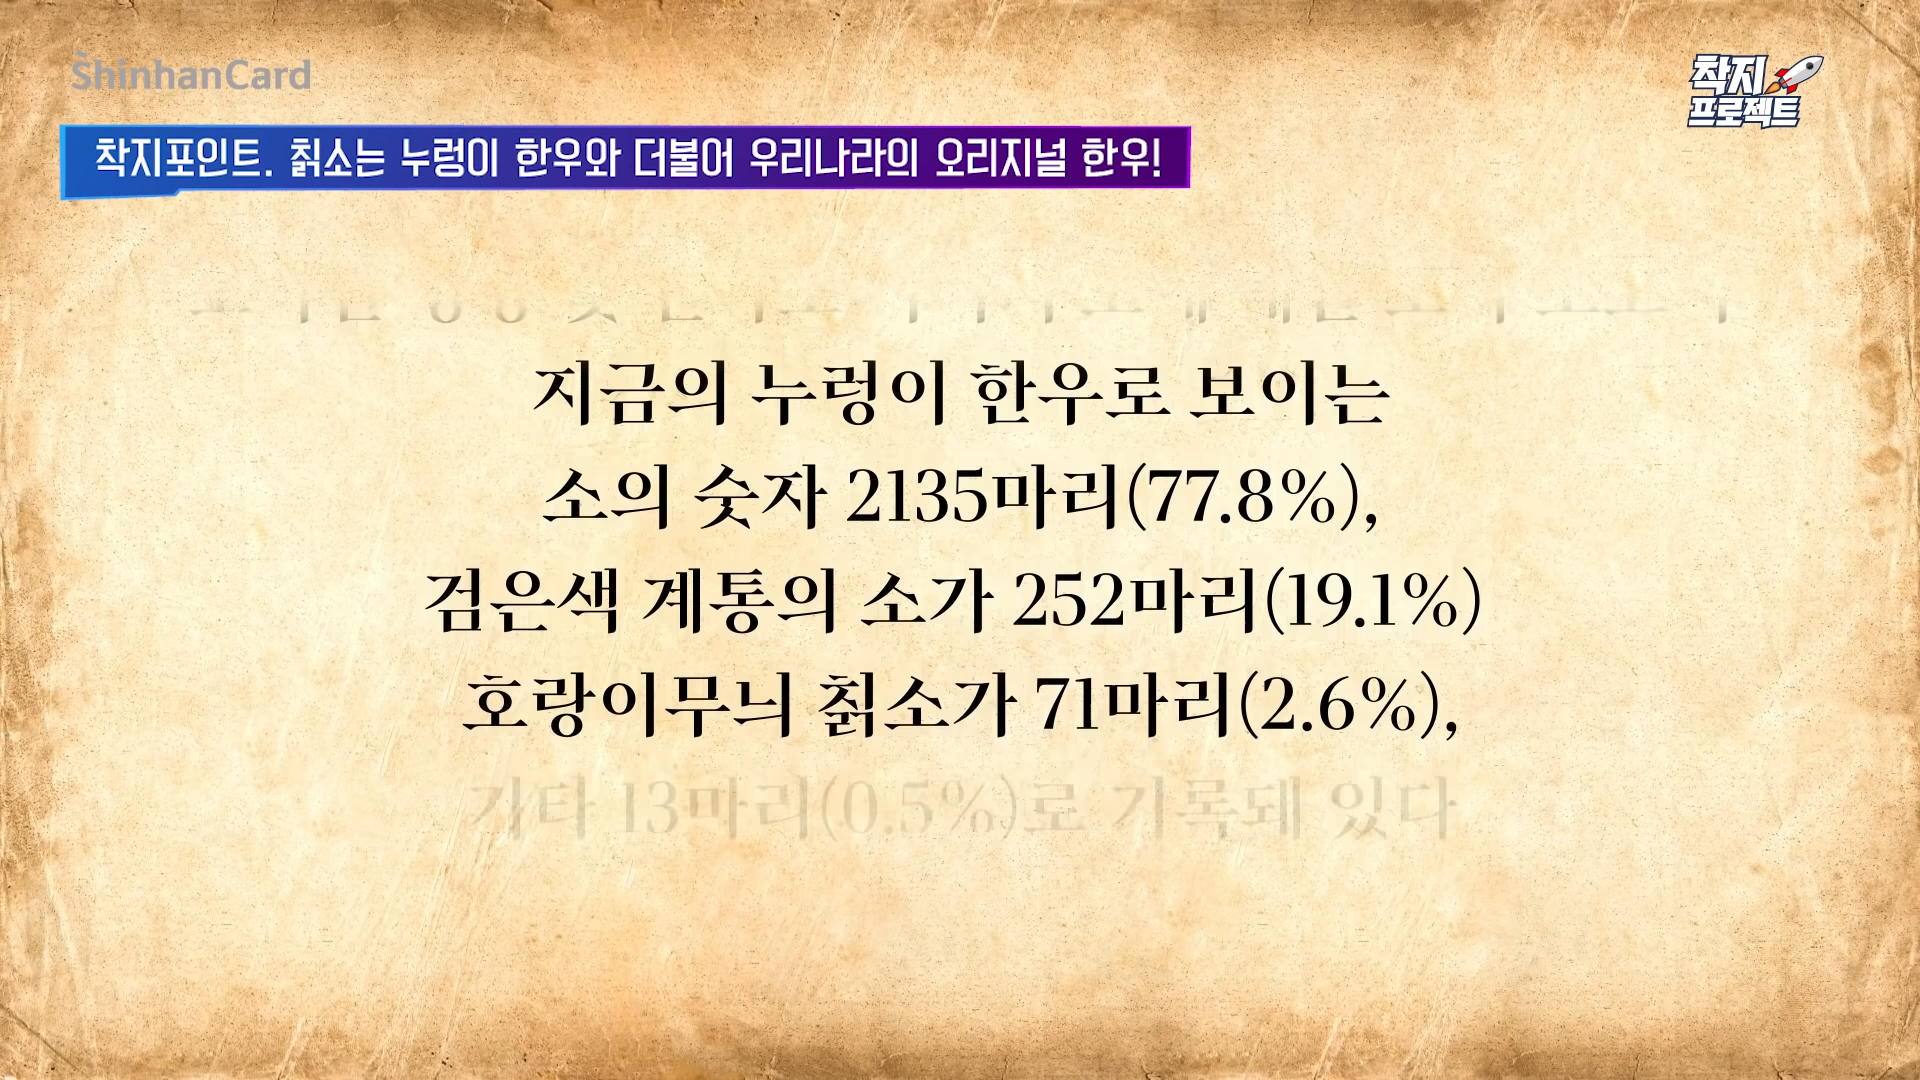 ShinhanCard
착지
프로젝트
착지포인트. 칡소는 누렁이 한우와 더불어 우리나라의 오리지널 한우!
지금의 누렁이 한우로 보이는
소의 숫자 2135마리(77.8%),
검은색 계통의 소가 252마리(19.1%)
호랑이무늬 칡소가 71마리(2.6%),
기타 13마리(0.5%)로 기록돼 있다